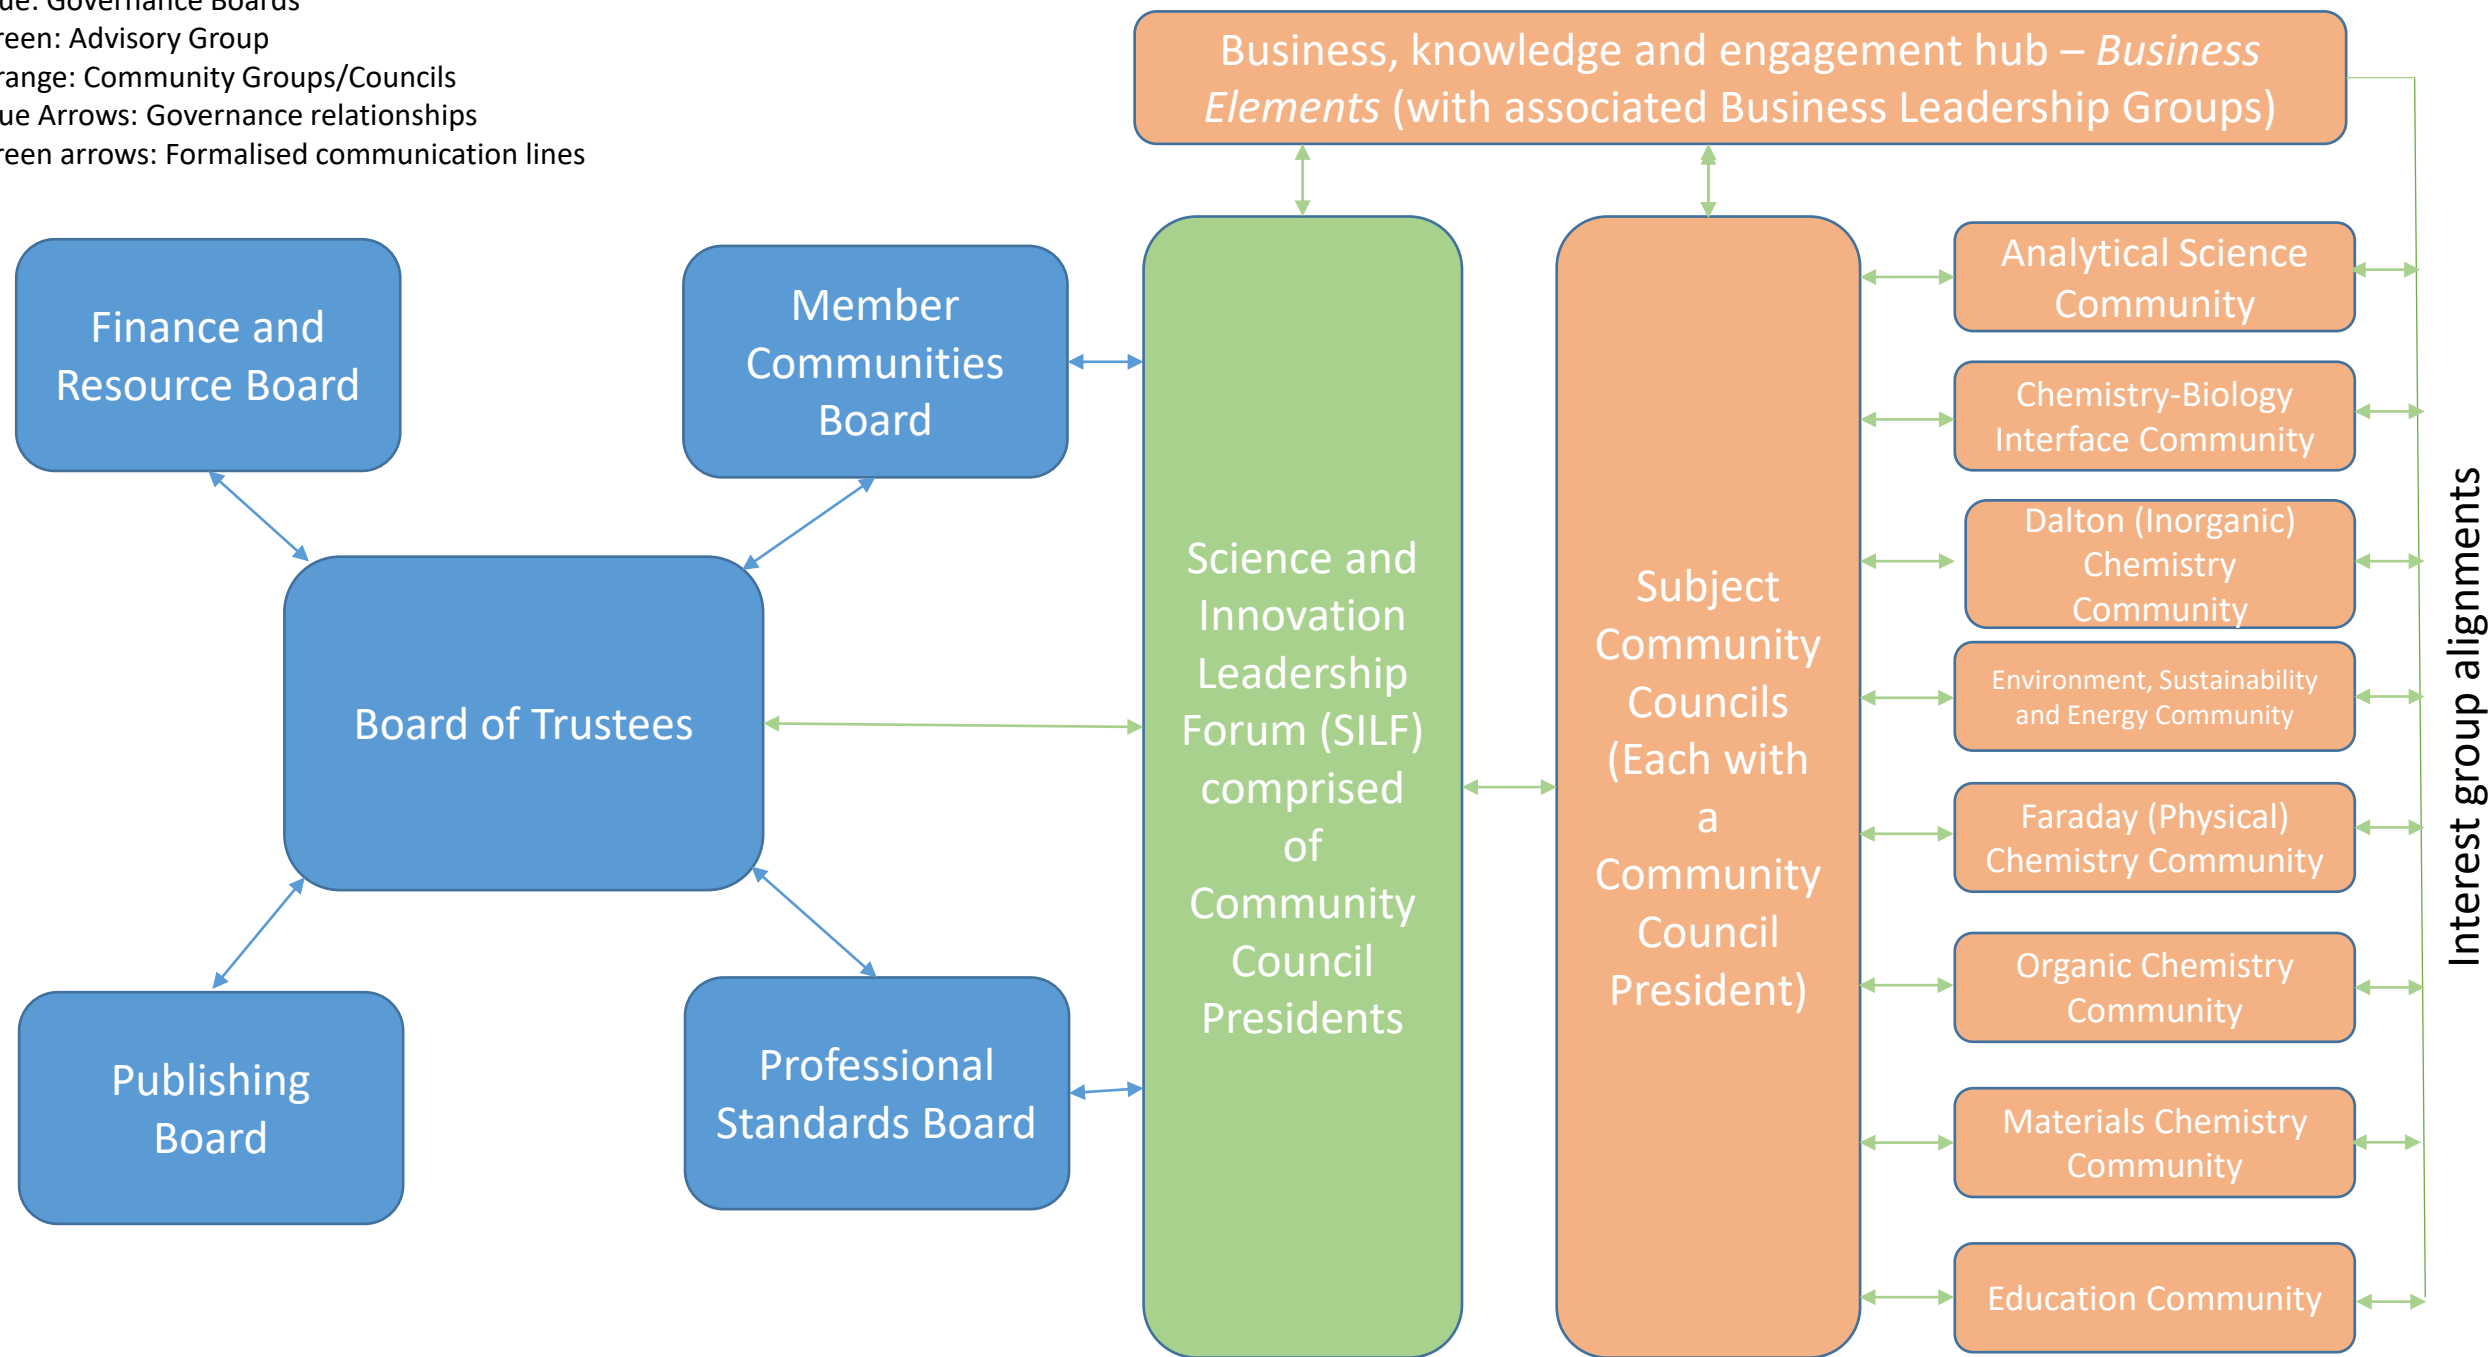 ue: Governance Boards
reen: Advisory Group
range: Community Groups/Councils
ue Arrows: Governance relationships
reen arrows: Formalised communication lines
Business, knowledge and engagement hub – Business
Elements (with associated Business Leadership Groups)
Finance and
Resource Board
Member
Communities
Board
Board of Trustees
Publishing
Board
Professional
Standards Board
Science and
Innovation
Leadership
Forum (SILF)
comprised
of
Community
Council
Presidents
Subject
Community
Councils
(Each with
a
Community
Council
President)
Analytical Science
Community
Chemistry-Biology
Interface Community
Dalton (Inorganic)
Chemistry
Community
Environment, Sustainability
and Energy Community
Faraday (Physical)
Chemistry Community
Organic Chemistry
Community
Materials Chemistry
Community
Education Community
Interest group alignments